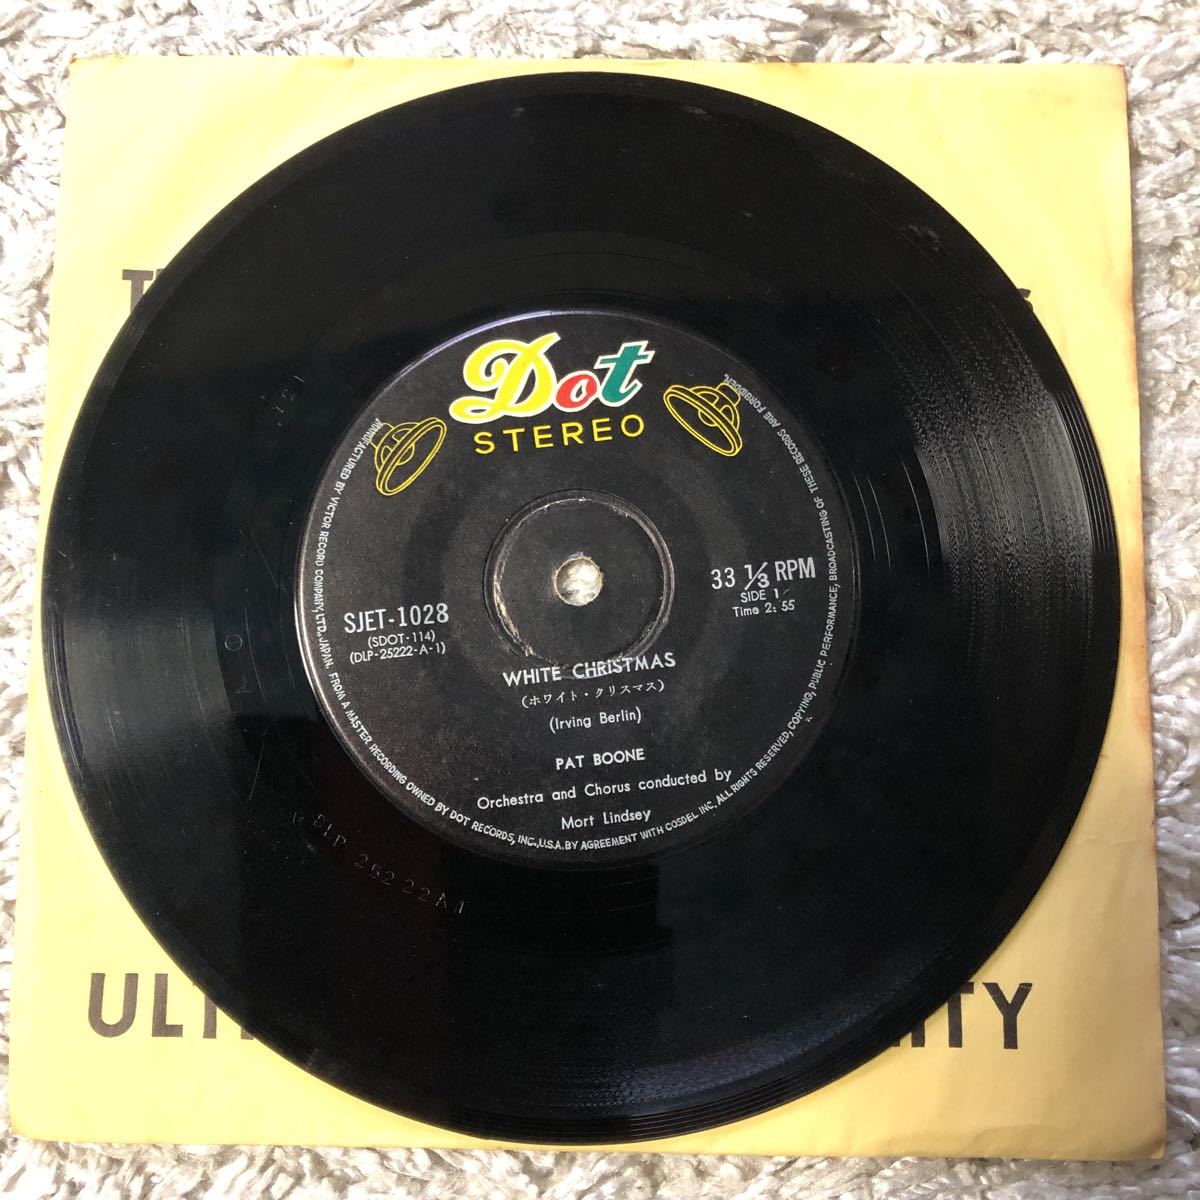 Dot
STEREO
33 1/3 RPM
SIDE 1
Time 2:55
SJET-1028
(SDOT-114)
(DLP-25222-A-1)
WHITE CHRISTMAS
(ホワイト・クリスマス)
(Irving Berlin)
PAT BOONE
Orchestra and Chorus conducted by
Mort Lindsey
MANUFACTURED BY VICTOR RECORD COMPANY, LTD. JAPAN. FROM A MASTER RECORDING OWNED BY DOT RECORDS, INC., U.S.A. BY AGREEMENT WITH COSDEL INC. ALL RIGHTS RESERVED, COPYING, PUBLIC PERFORMANCE, BROADCASTING OF THESE RECORDS ARE FORBIDDEN.
DLP 25222A1